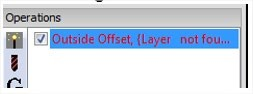 Operations
Outside Offset, (Layer not fou...
G